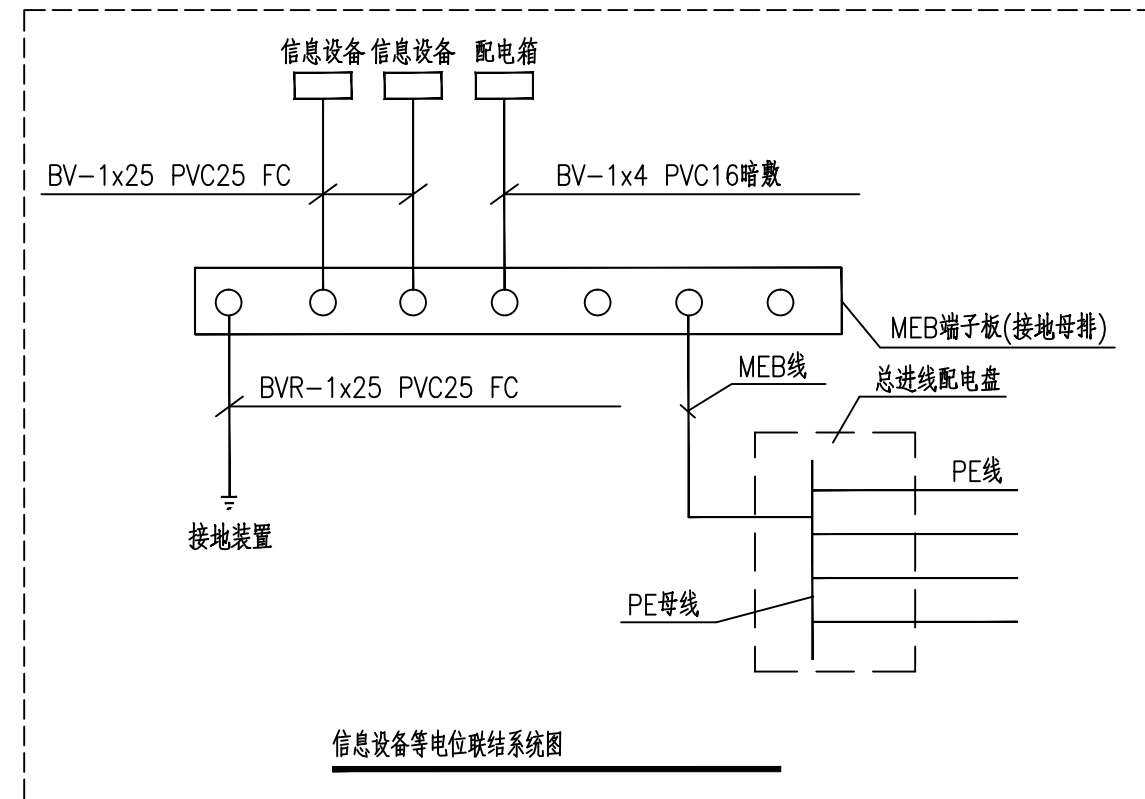 信息设备 信息设备 配电箱
BV-1x25 PVC25 FC
BV-1x4 PVC16暗敷
MEB端子板(接地母排)
MEB线
总进线配电盘
BVR-1x25 PVC25 FC
PE线
接地装置
PE母线
信息设备等电位联结系统图